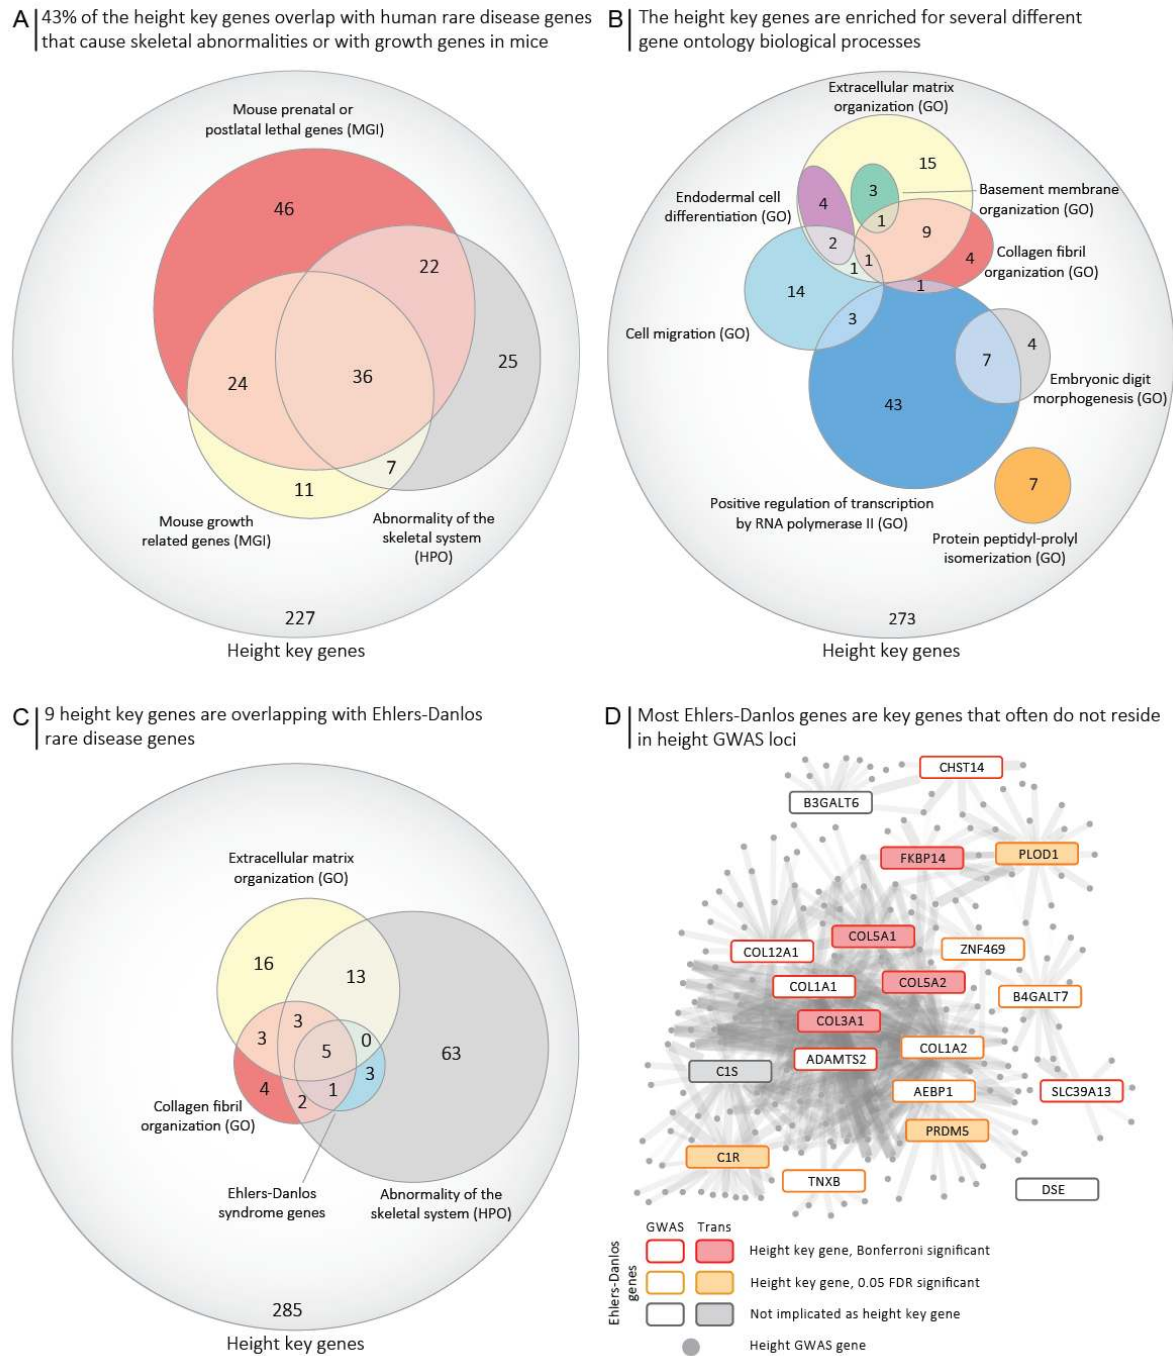 A 43% of the height key genes overlap with human rare disease genes
that cause skeletal abnormalities or with growth genes in mice
Mouse prenatal or
postlatal lethal genes (MGI)
46
22
24
36
25
7
11
Mouse growth
related genes (MGI)
Abnormality of the
skeletal system
(HPO)
227
Height key genes
B The height key genes are enriched for several different
gene ontology biological processes
Extracellular matrix
organization (GO)
15
Endodermal cell
differentiation (GO)
4
3
Basement membrane
organization (GO)
1
9
2
1
1
4
Collagen fibril
organization (GO)
1
14
3
Cell migration (GO)
7
4
Embryonic digit
morphogenesis (GO)
43
7
Positive regulation of transcription
by RNA polymerase II (GO)
Protein peptidyl-prolyl
isomerization (GO)
273
Height key genes
C 9 height key genes are overlapping with Ehlers-Danlos
rare disease genes
Extracellular matrix
organization (GO)
16
13
3
3
5
0
63
4
2
1
3
Collagen fibril
organization (GO)
Ehlers-Danlos
syndrome genes
Abnormality of the
skeletal system (HPO)
285
Height key genes
D Most Ehlers-Danlos genes are key genes that often do not reside
in height GWAS loci
CHST14
B3GALT6
FKBP14
PLOD1
COL5A1
COL12A1
ZNF469
COL1A1
COL5A2
B4GALT7
COL3A1
ADAMTS2
COL1A2
C1S
AEBP1
SLC39A13
PRDM5
C1R
TNXB
DSE
GWAS Trans
Ehlers-Danlos
genes
Height key gene, Bonferroni significant
Height key gene, 0.05 FDR significant
Not implicated as height key gene
Height GWAS gene